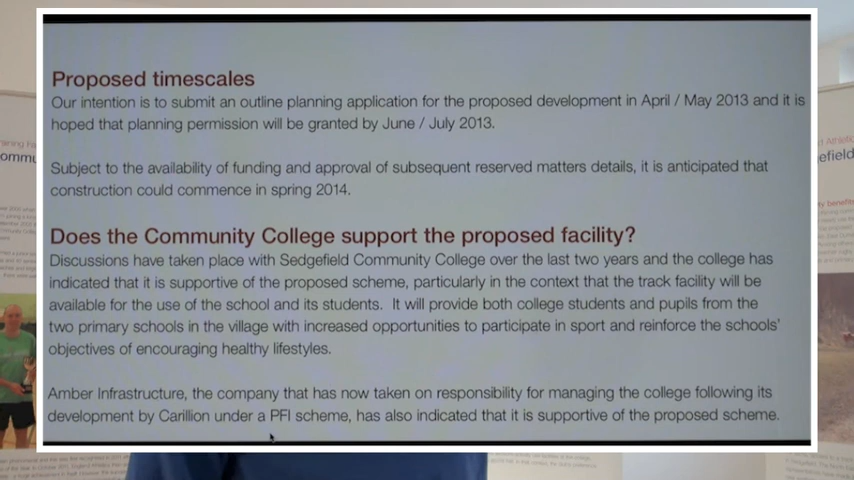 Proposed timescales
Our intention is to submit an outline planning application for the proposed development in April / May 2013 and it is
hoped that planning permission will be granted by June / July 2013.
Subject to the availability of funding and approval of subsequent reserved matters details, it is anticipated that
construction could commence in spring 2014.
Does the Community College support the proposed facility?
Discussions have taken place with Sedgefield Community College over the last two years and the college has
indicated that it is supportive of the proposed scheme, particularly in the context that the track facility will be
available for the use of the school and its students. It will provide both college students and pupils from the
two primary schools in the village with increased opportunities to participate in sport and reinforce the schools'
objectives of encouraging healthy lifestyles.
Amber Infrastructure, the company that has now taken on responsibility for managing the college following its
development by Carillion under a PFI scheme, has also indicated that it is supportive of the proposed scheme.